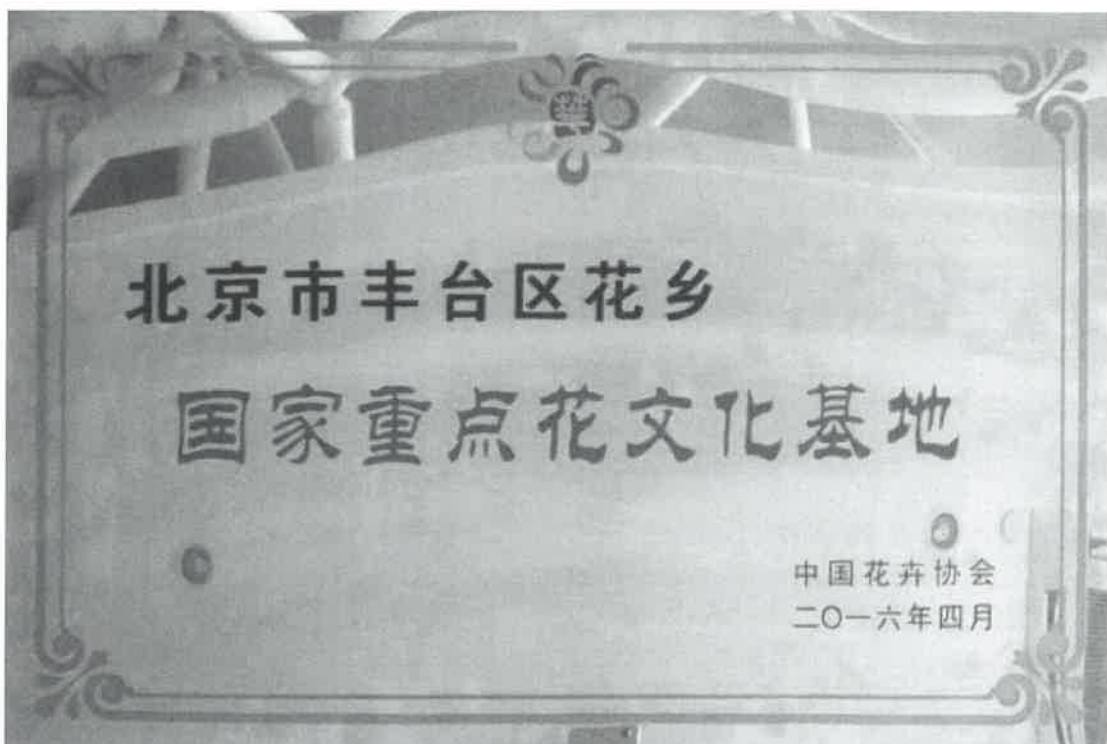 華
北京市丰台区花乡
国家重点花文化基地
中国花卉协会
二〇一六年四月